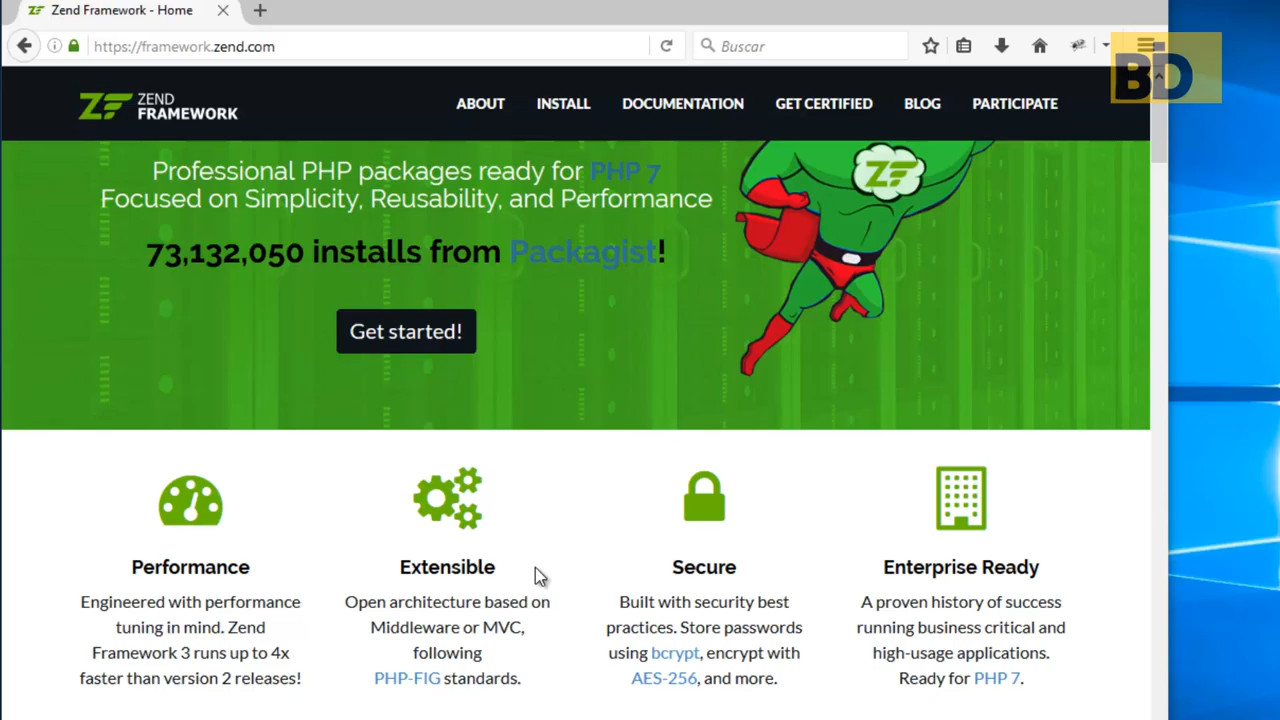 Zend Framework - Home
https://framework.zend.com
Buscar
BD
ZF ZEND FRAMEWORK
ABOUT INSTALL DOCUMENTATION GET CERTIFIED BLOG PARTICIPATE
Professional PHP packages ready for PHP 7
Focused on Simplicity, Reusability, and Performance
73,132,050 installs from Packagist!
Get started!
ZF
Performance
Engineered with performance
tuning in mind. Zend
Framework 3 runs up to 4x
faster than version 2 releases!
Extensible
Open architecture based on
Middleware or MVC,
following
PHP-FIG standards.
Secure
Built with security best
practices. Store passwords
using bcrypt, encrypt with
AES-256, and more.
Enterprise Ready
A proven history of success
running business critical and
high-usage applications.
Ready for PHP 7.